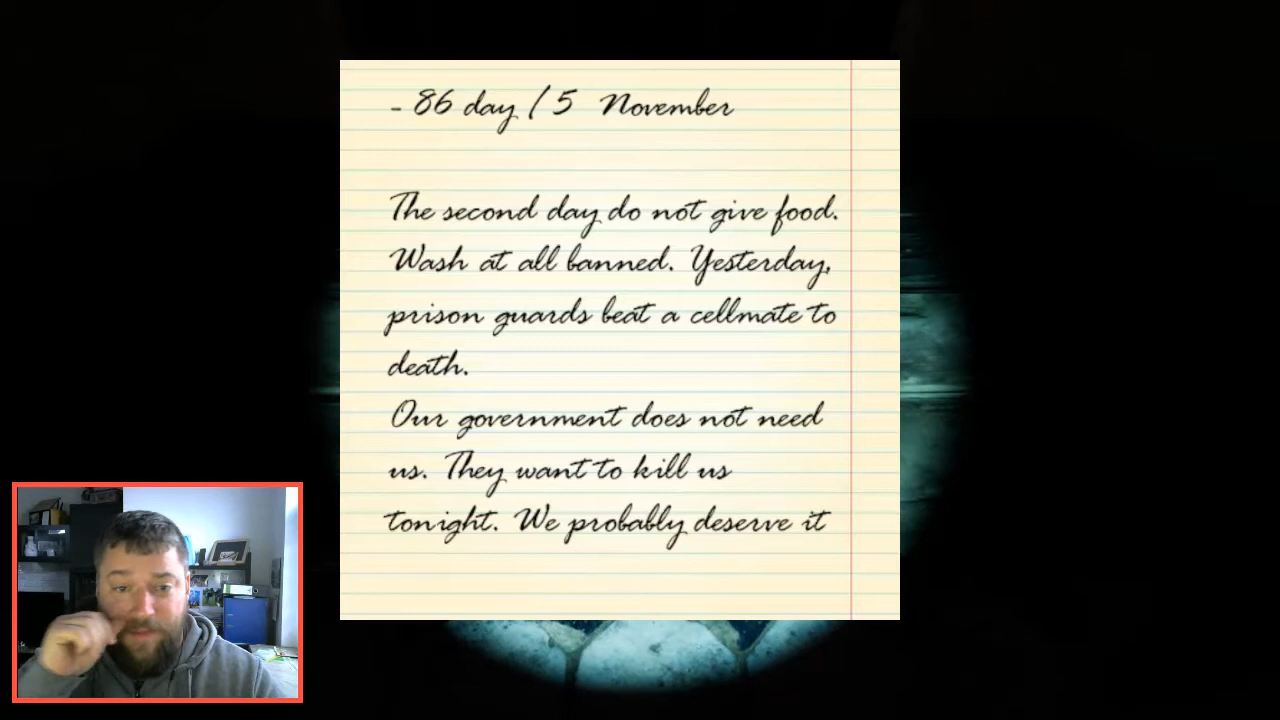 - 86 day / 5 November
The second day do not give food.
Wash at all banned. Yesterday,
prison guards beat a cellmate to
death.
Our government does not need
us. They want to kill us
tonight. We probably deserve it